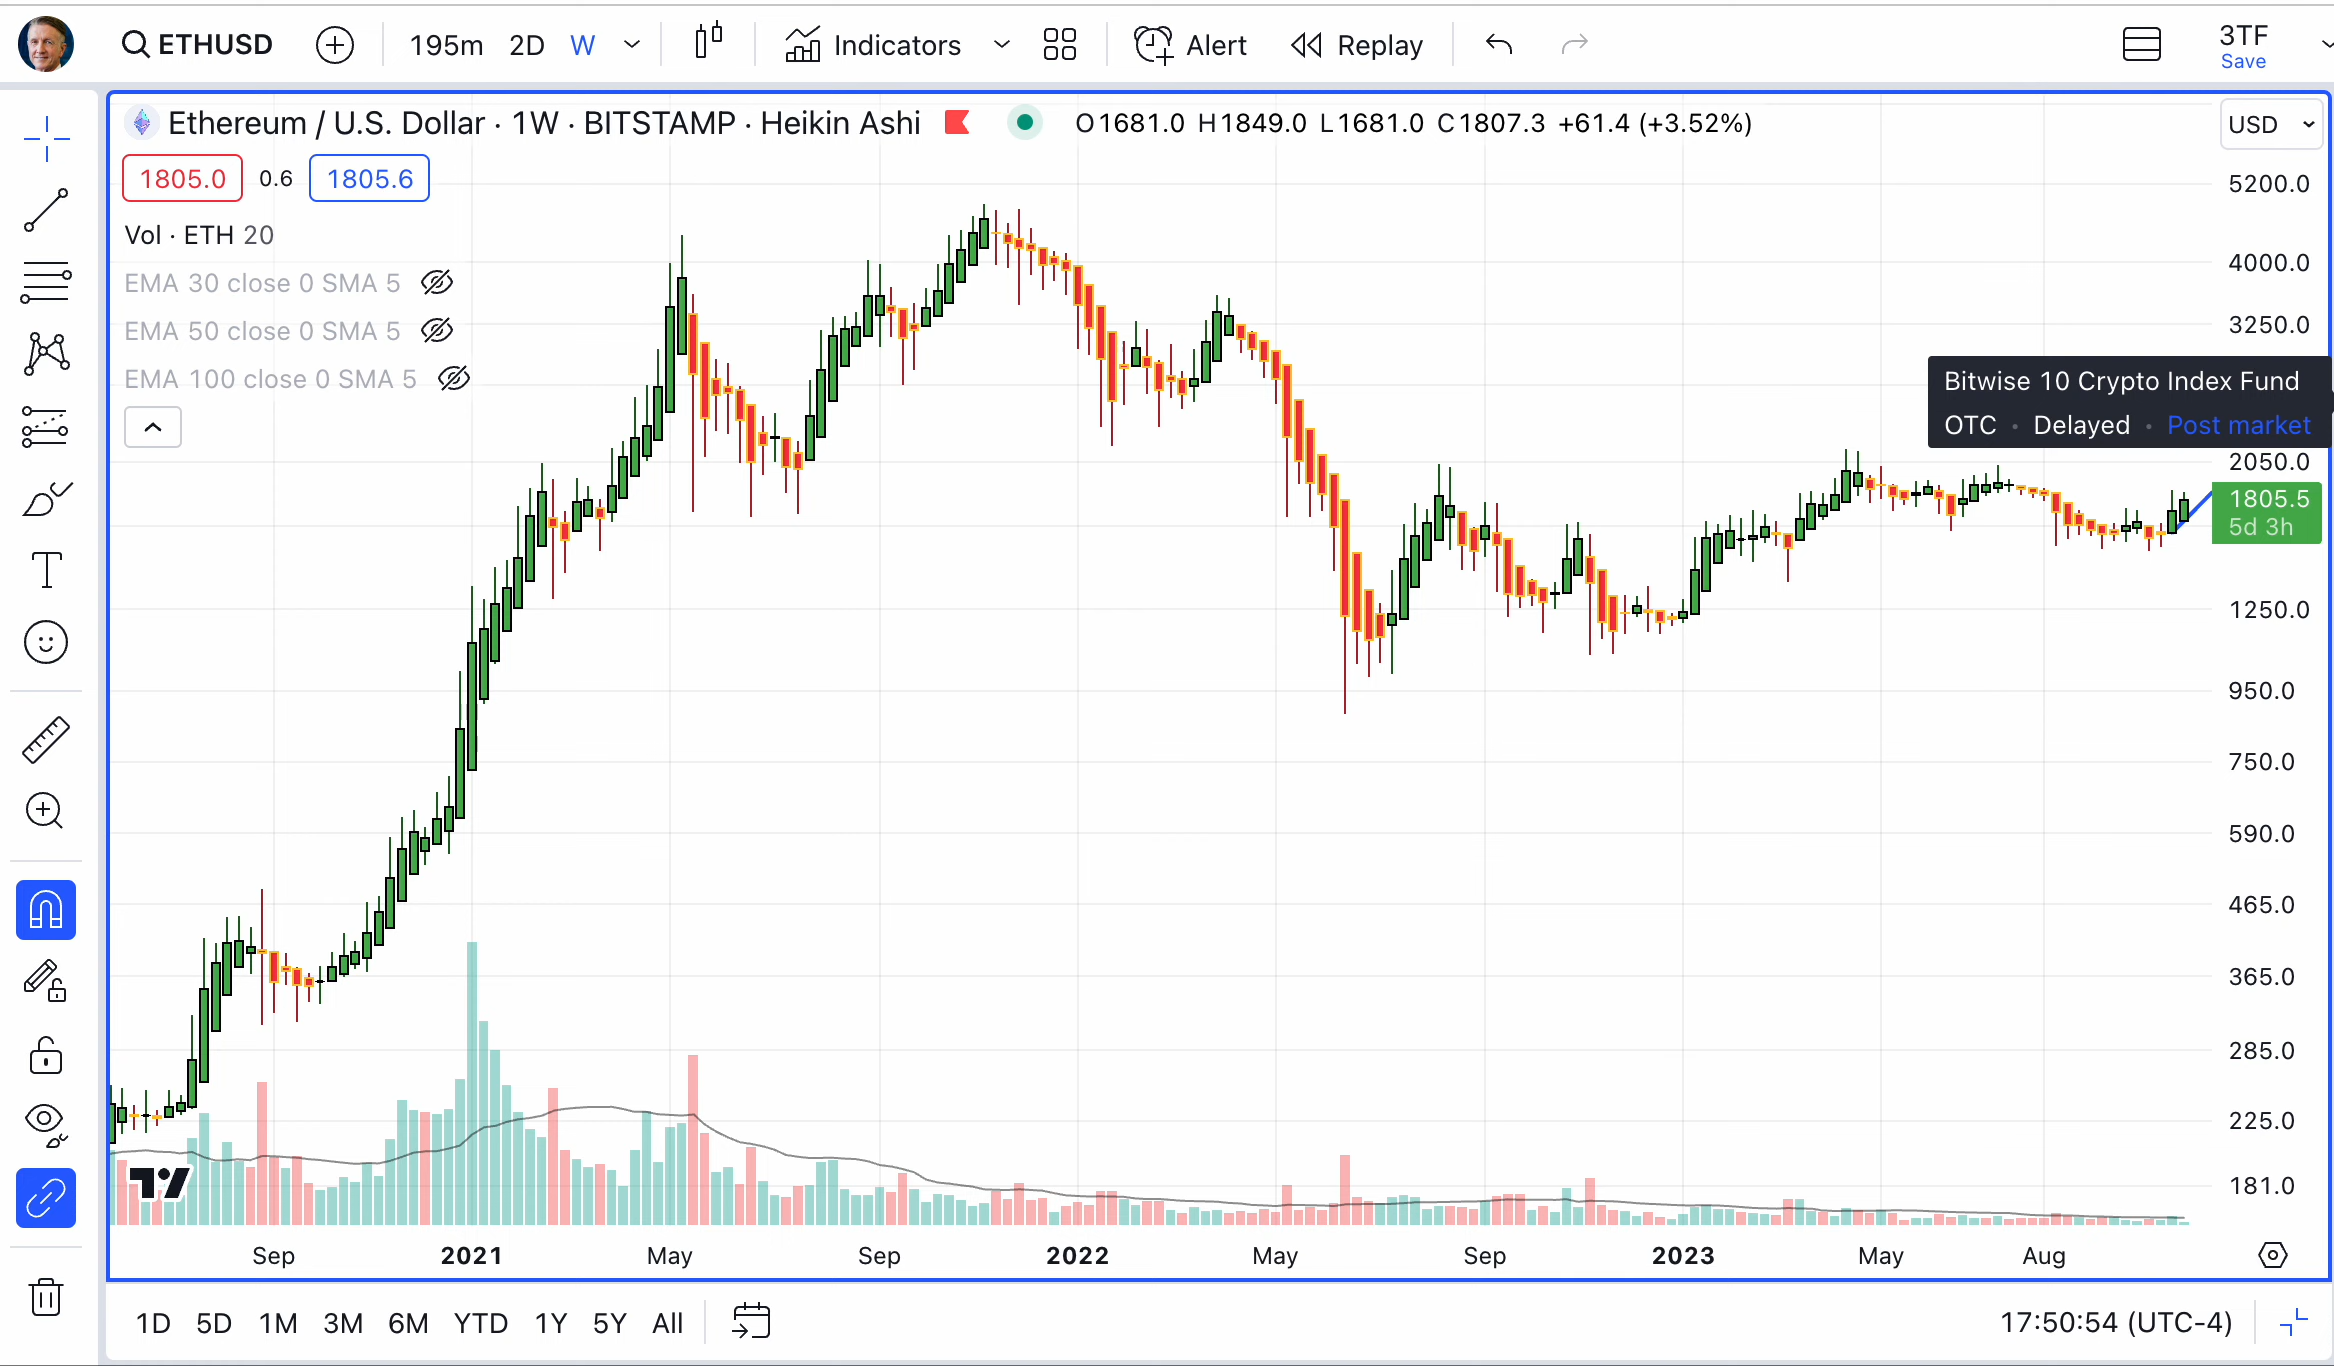 ETHUSD 195m 2D W Indicators Alert Replay 3TF
Save
Ethereum / U.S. Dollar · 1W · BITSTAMP · Heikin Ashi O1681.0 H1849.0 L1681.0 C1807.3 +61.4 (+3.52%)
USD
1805.0 0.6 1805.6
Vol · ETH 20
EMA 30 close 0 SMA 5
EMA 50 close 0 SMA 5
EMA 100 close 0 SMA 5
5200.0
4000.0
3250.0
Bitwise 10 Crypto Index Fund
OTC · Delayed · Post market
2050.0
1805.5
5d 3h
1250.0
950.0
750.0
590.0
465.0
365.0
285.0
225.0
181.0
Sep 2021 May Sep 2022 May Sep 2023 May Aug
1D 5D 1M 3M 6M YTD 1Y 5Y All 17:50:54 (UTC-4)